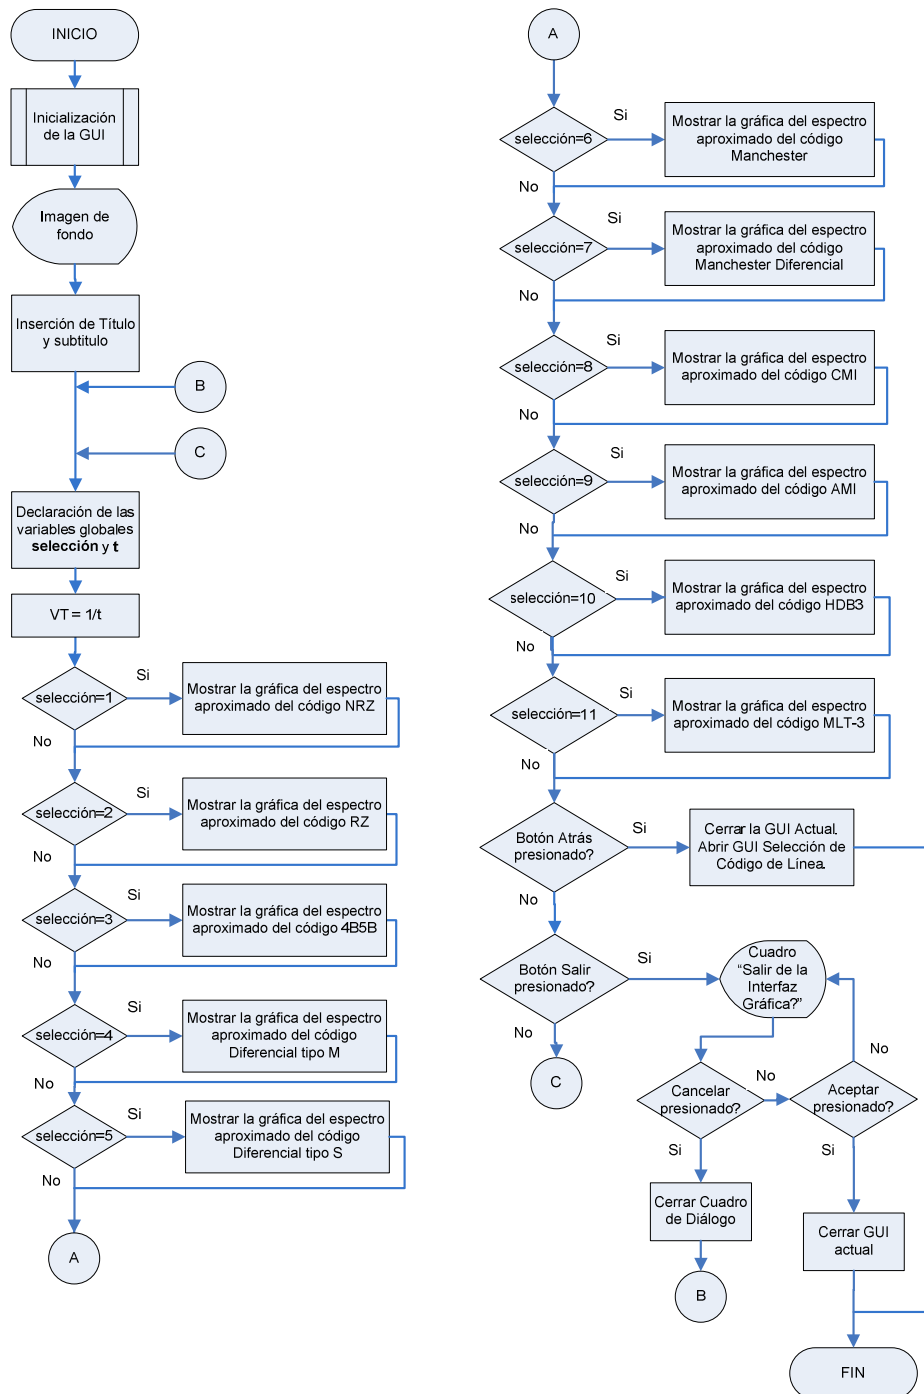 INICIO
Inicialización
de la GUI
Imagen de
fondo
Inserción de Título
y subtitulo
B
C
Declaración de las
variables globales
selección y t
VT = 1/t
selección=1
Si
Mostrar la gráfica del espectro
aproximado del código NRZ
No
selección=2
Si
Mostrar la gráfica del espectro
aproximado del código RZ
No
selección=3
Si
Mostrar la gráfica del espectro
aproximado del código 4B5B
No
selección=4
Si
Mostrar la gráfica del espectro
aproximado del código
Diferencial tipo M
No
selección=5
Si
Mostrar la gráfica del espectro
aproximado del código
Diferencial tipo S
No
A
A
selección=6
Si
Mostrar la gráfica del espectro
aproximado del código
Manchester
No
selección=7
Si
Mostrar la gráfica del espectro
aproximado del código
Manchester Diferencial
No
selección=8
Si
Mostrar la gráfica del espectro
aproximado del código CMI
No
selección=9
Si
Mostrar la gráfica del espectro
aproximado del código AMI
No
selección=10
Si
Mostrar la gráfica del espectro
aproximado del código HDB3
No
selección=11
Si
Mostrar la gráfica del espectro
aproximado del código MLT-3
No
Botón Atrás
presionado?
Si
Cerrar la GUI Actual.
Abrir GUI Selección de
Código de Línea.
No
Botón Salir
presionado?
Si
Cuadro
“Salir de la
Interfaz
Gráfica?”
No
C
Cancelar
presionado?
No
Aceptar
presionado?
No
Si
Si
Cerrar Cuadro
de Diálogo
Cerrar GUI
actual
B
FIN